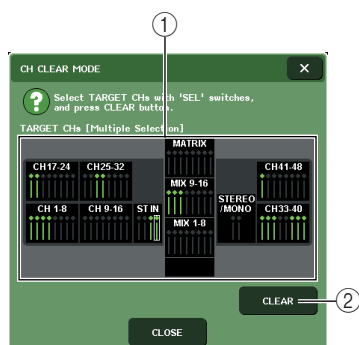 1
CH CLEAR MODE
×
? Select TARGET CHs with 'SEL' switches,
and press CLEAR button.
TARGET CHs [Multiple Selection]
MATRIX
CH17-24 CH25-32 MIX 9-16 CH41-48
CH 1-8 CH 9-16 ST IN MIX 1-8 STEREO
/MONO CH33-40
CLEAR 2
CLOSE